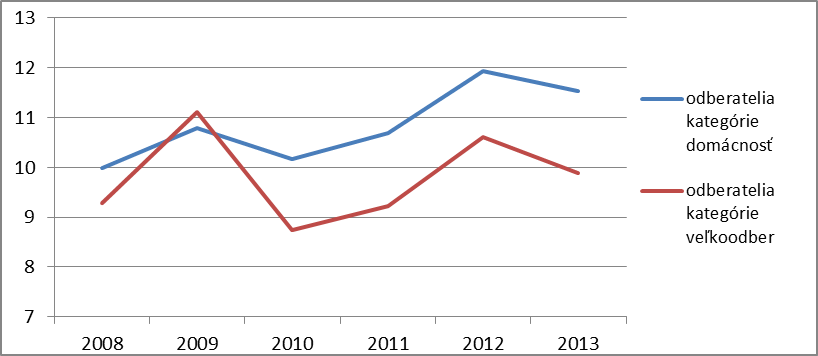 13
12
11
10
9
8
7
2008 2009 2010 2011 2012 2013
odberatelia
kategórie
domácnosť
odberatelia
kategórie
veľkoodber